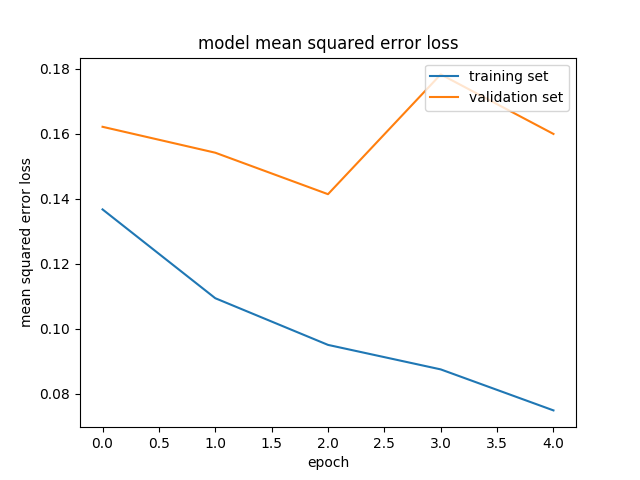 model mean squared error loss
training set
validation set
mean squared error loss
0.18
0.16
0.14
0.12
0.10
0.08
0.0 0.5 1.0 1.5 2.0 2.5 3.0 3.5 4.0
epoch